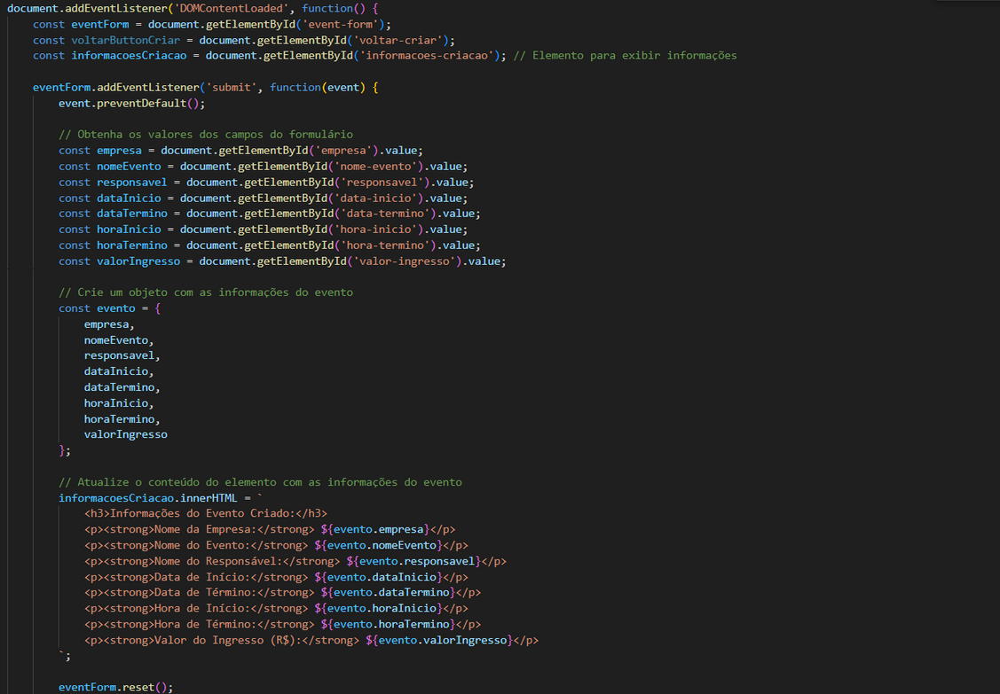 document.addEventListener('DOMContentLoaded', function() {
    const eventForm = document.getElementById('event-form');
    const voltarButtonCriar = document.getElementById('voltar-criar');
    const informacoesCriacao = document.getElementById('informacoes-criacao'); // Elemento para exibir informações

    eventForm.addEventListener('submit', function(event) {
        event.preventDefault();

        // Obtenha os valores dos campos do formulário
        const empresa = document.getElementById('empresa').value;
        const nomeEvento = document.getElementById('nome-evento').value;
        const responsavel = document.getElementById('responsavel').value;
        const dataInicio = document.getElementById('data-inicio').value;
        const dataTermino = document.getElementById('data-termino').value;
        const horaInicio = document.getElementById('hora-inicio').value;
        const horaTermino = document.getElementById('hora-termino').value;
        const valorIngresso = document.getElementById('valor-ingresso').value;

        // Crie um objeto com as informações do evento
        const evento = {
            empresa,
            nomeEvento,
            responsavel,
            dataInicio,
            dataTermino,
            horaInicio,
            horaTermino,
            valorIngresso
        };

        // Atualize o conteúdo do elemento com as informações do evento
        informacoesCriacao.innerHTML = `
            <h3>Informações do Evento Criado:</h3>
            <p><strong>Nome da Empresa:</strong> ${evento.empresa}</p>
            <p><strong>Nome do Evento:</strong> ${evento.nomeEvento}</p>
            <p><strong>Nome do Responsável:</strong> ${evento.responsavel}</p>
            <p><strong>Data de Início:</strong> ${evento.dataInicio}</p>
            <p><strong>Data de Término:</strong> ${evento.dataTermino}</p>
            <p><strong>Hora de Início:</strong> ${evento.horaInicio}</p>
            <p><strong>Hora de Término:</strong> ${evento.horaTermino}</p>
            <p><strong>Valor do Ingresso (R$):</strong> ${evento.valorIngresso}</p>
        `;

        eventForm.reset();